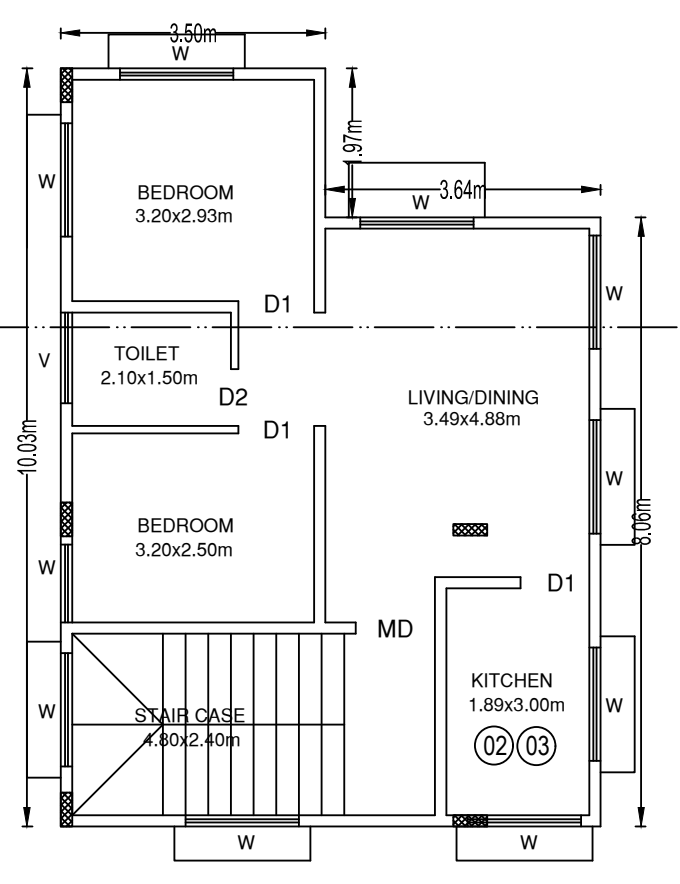 3.50m
W
1.97m
W
3.64m
W
BEDROOM
3.20x2.93m
D1
W
TOILET
2.10x1.50m
V
D2
LIVING/DINING
3.49x4.88m
D1
10.03m
W
8.06m
BEDROOM
3.20x2.50m
W
D1
MD
KITCHEN
1.89x3.00m
W
STAIR CASE
4.80x2.40m
W
02 03
W
W